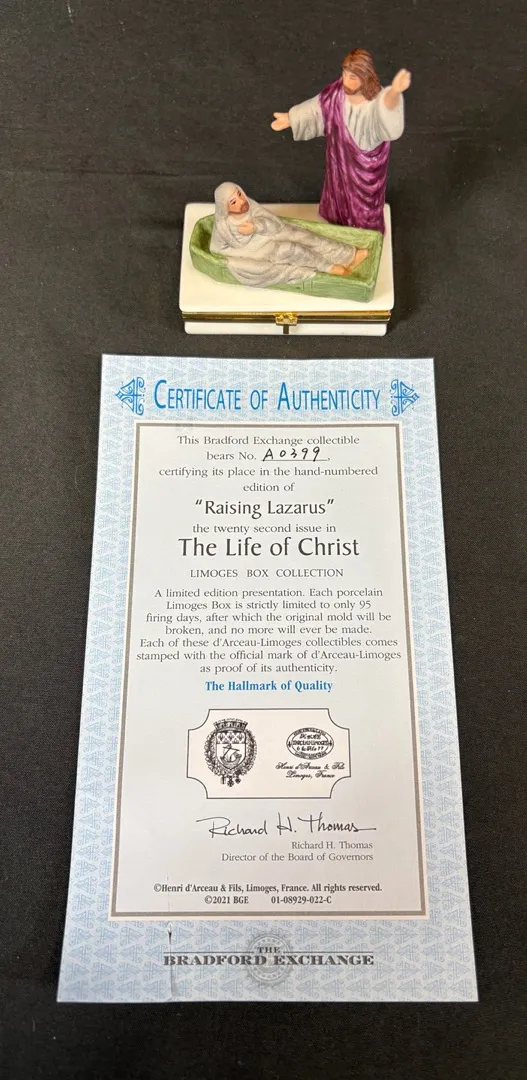 CERTIFICATE OF AUTHENTICITY
This Bradford Exchange collectible
bears No. A0399.
certifying its place in the hand-numbered
edition of
"Raising Lazarus"
the twenty second issue in
The Life of Christ
LIMOGES BOX COLLECTION
A limited edition presentation. Each porcelain
Limoges Box is strictly limited to only 95
firing days, after which the original mold will be
broken, and no more will ever be made.
Each of these d'Arceau-Limoges collectibles comes
stamped with the official mark of d'Arceau-Limoges
as proof of its authenticity.
The Hallmark of Quality
Henri d'Arceau & Fils
Limoges, France
Richard H. Thomas
Richard H. Thomas
Director of the Board of Governors
©Henri d'Arceau & Fils, Limoges, France. All rights reserved.
©2021 BGE 01-08929-022-C
THE
BRADFORD EXCHANGE